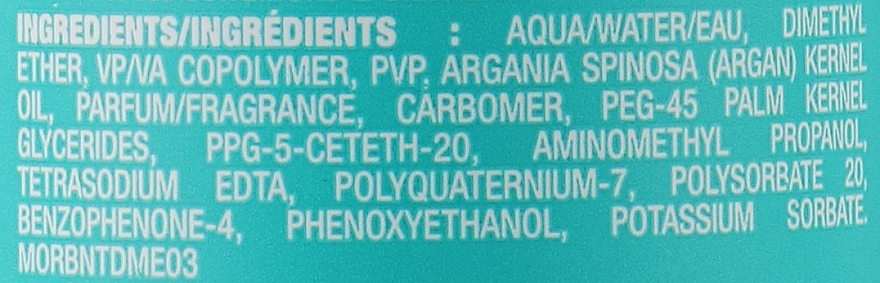 INGREDIENTS/INGRÉDIENTS : AQUA/WATER/EAU, DIMETHYL
ETHER, VP/VA COPOLYMER, PVP, ARGANIA SPINOSA (ARGAN) KERNEL
OIL, PARFUM/FRAGRANCE, CARBOMER, PEG-45 PALM KERNEL
GLYCERIDES, PPG-5-CETETH-20, AMINOMETHYL PROPANOL,
TETRASODIUM EDTA, POLYQUATERNIUM-7, POLYSORBATE 20,
BENZOPHENONE-4, PHENOXYETHANOL, POTASSIUM SORBATE.
MORBNTDME03